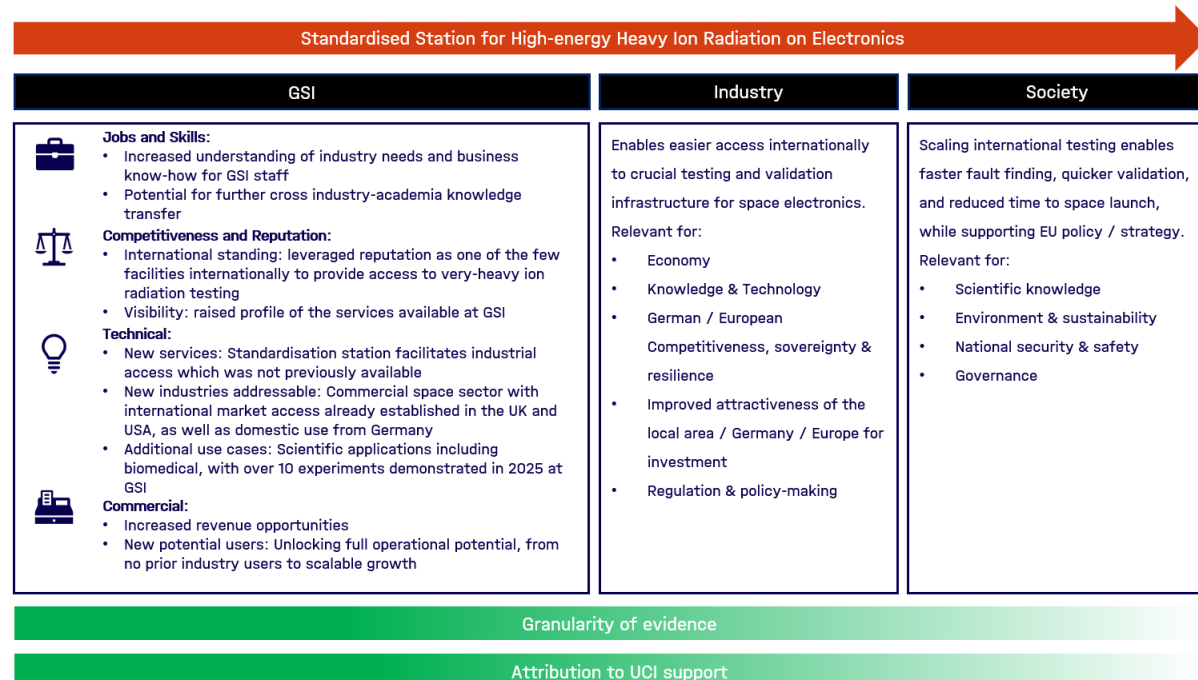 Standardised Station for High-energy Heavy Ion Radiation on Electronics
GSI
Jobs and Skills:
• Increased understanding of industry needs and business
know-how for GSI staff
• Potential for further cross industry-academia knowledge
transfer
Competitiveness and Reputation:
• International standing: leveraged reputation as one of the few
facilities internationally to provide access to very-heavy ion
radiation testing
• Visibility: raised profile of the services available at GSI
Technical:
• New services: Standardisation station facilitates industrial
access which was not previously available
• New industries addressable: Commercial space sector with
international market access already established in the UK and
USA, as well as domestic use from Germany
• Additional use cases: Scientific applications including
biomedical, with over 10 experiments demonstrated in 2025 at
GSI
Commercial:
• Increased revenue opportunities
• New potential users: Unlocking full operational potential, from
no prior industry users to scalable growth
Industry
Enables easier access internationally
to crucial testing and validation
infrastructure for space electronics.
Relevant for:
• Economy
• Knowledge & Technology
• German / European
Competitiveness, sovereignty &
resilience
• Improved attractiveness of the
local area / Germany / Europe for
investment
• Regulation & policy-making
Society
Scaling international testing enables
faster fault finding, quicker validation,
and reduced time to space launch,
while supporting EU policy / strategy.
Relevant for:
• Scientific knowledge
• Environment & sustainability
• National security & safety
• Governance
Granularity of evidence
Attribution to UCI support